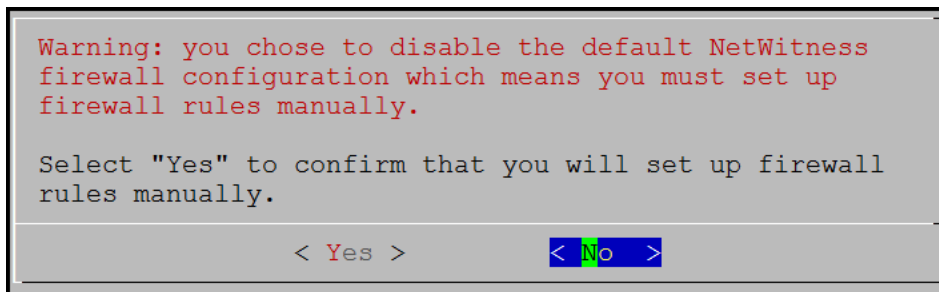 Warning: you chose to disable the default NetWitness
firewall configuration which means you must set up
firewall rules manually.
Select "Yes" to confirm that you will set up firewall
rules manually.
< Yes > < No >